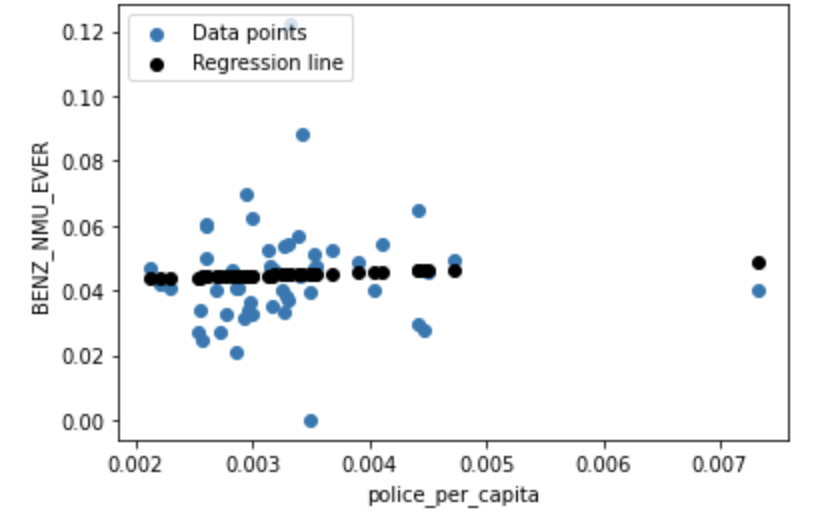 0.12
0.10
0.08
0.06
0.04
0.02
0.00
BENZ_NMU_EVER
Data points
Regression line
0.002 0.003 0.004 0.005 0.006 0.007
police_per_capita